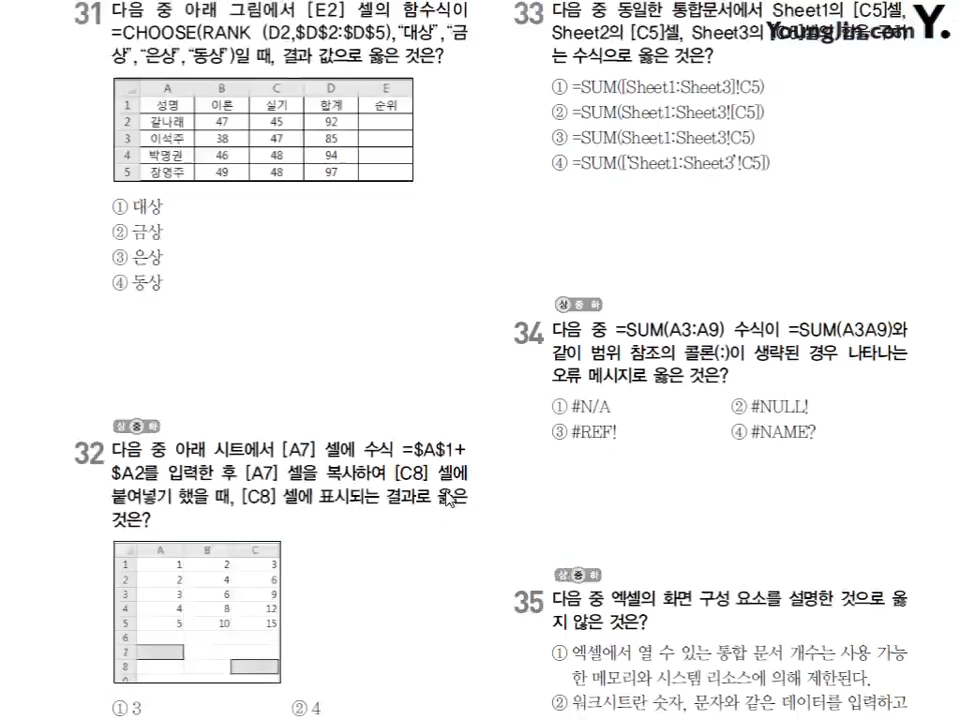 31 다음 중 아래 그림에서 [E2] 셀의 함수식이
=CHOOSE(RANK (D2,$D$2:$D$5),“대상”,“금
상”,“은상”,“동상”)일 때, 결과 값으로 옳은 것은?
A B C D E
1 성명 이론 실기 합계 순위
2 갈나래 47 45 92
3 이석주 38 47 85
4 박명권 46 48 94
5 장영주 49 48 97
① 대상
② 금상
③ 은상
④ 동상
상 중 하
32 다음 중 아래 시트에서 [A7] 셀에 수식 =$A$1+
$A2를 입력한 후 [A7] 셀을 복사하여 [C8] 셀에
붙여넣기 했을 때, [C8] 셀에 표시되는 결과로 옳은
것은?
A B C
1 1 2 3
2 2 4 6
3 3 6 9
4 4 8 12
5 5 10 15
6
7
8
① 3 ② 4
33 다음 중 동일한 통합문서에서 Sheet1의 [C5]셀,
Sheet2의 [C5]셀, Sheet3의
YoungJin.com Y.
는 수식으로 옳은 것은?
① =SUM([Sheet1:Sheet3]!C5)
② =SUM(Sheet1:Sheet3![C5])
③ =SUM(Sheet1:Sheet3!C5)
④ =SUM(['Sheet1:Sheet3'!C5])
상 중 하
34 다음 중 =SUM(A3:A9) 수식이 =SUM(A3A9)와
같이 범위 참조의 콜론(:)이 생략된 경우 나타나는
오류 메시지로 옳은 것은?
① #N/A ② #NULL!
③ #REF! ④ #NAME?
상 중 하
35 다음 중 엑셀의 화면 구성 요소를 설명한 것으로 옳
지 않은 것은?
① 엑셀에서 열 수 있는 통합 문서 개수는 사용 가능
한 메모리와 시스템 리소스에 의해 제한된다.
② 워크시트란 숫자, 문자와 같은 데이터를 입력하고